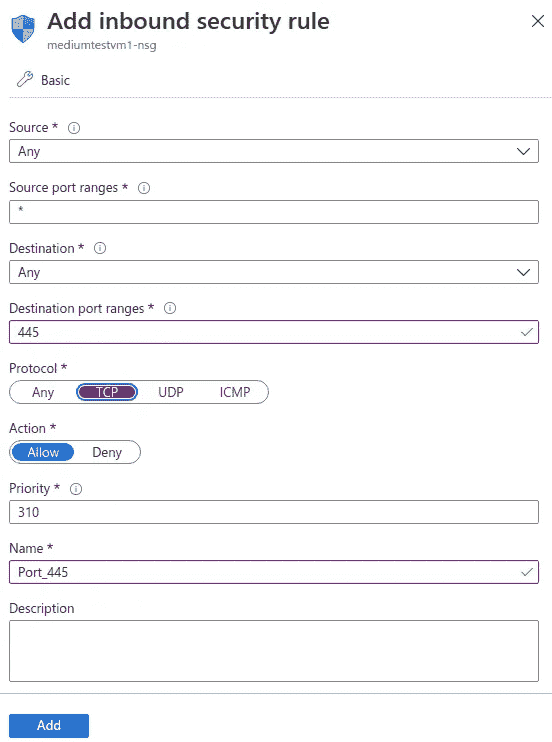 Add inbound security rule
mediumtestvm1-nsg
Basic
Source *
Any
Source port ranges *
*
Destination *
Any
Destination port ranges *
445
Protocol *
Any TCP UDP ICMP
Action *
Allow Deny
Priority *
310
Name *
Port_445
Description
Add